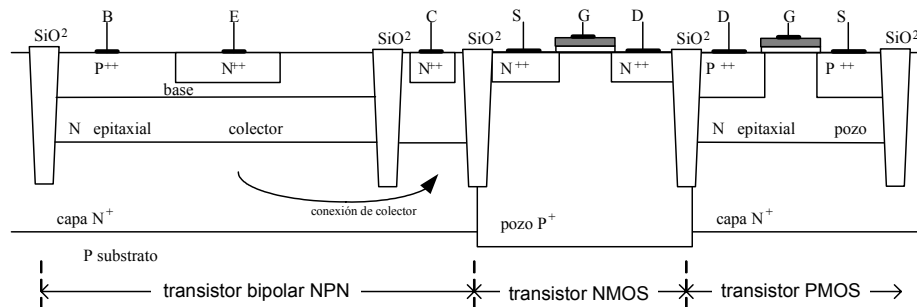 B E C S G D D G S
SiO² SiO² SiO² SiO² SiO²
P++ N++ N++ N++ N++ P++ P++
base
N epitaxial colector N epitaxial pozo
conexión de colector
capa N+ pozo P+ capa N+
P substrato
transistor bipolar NPN transistor NMOS transistor PMOS